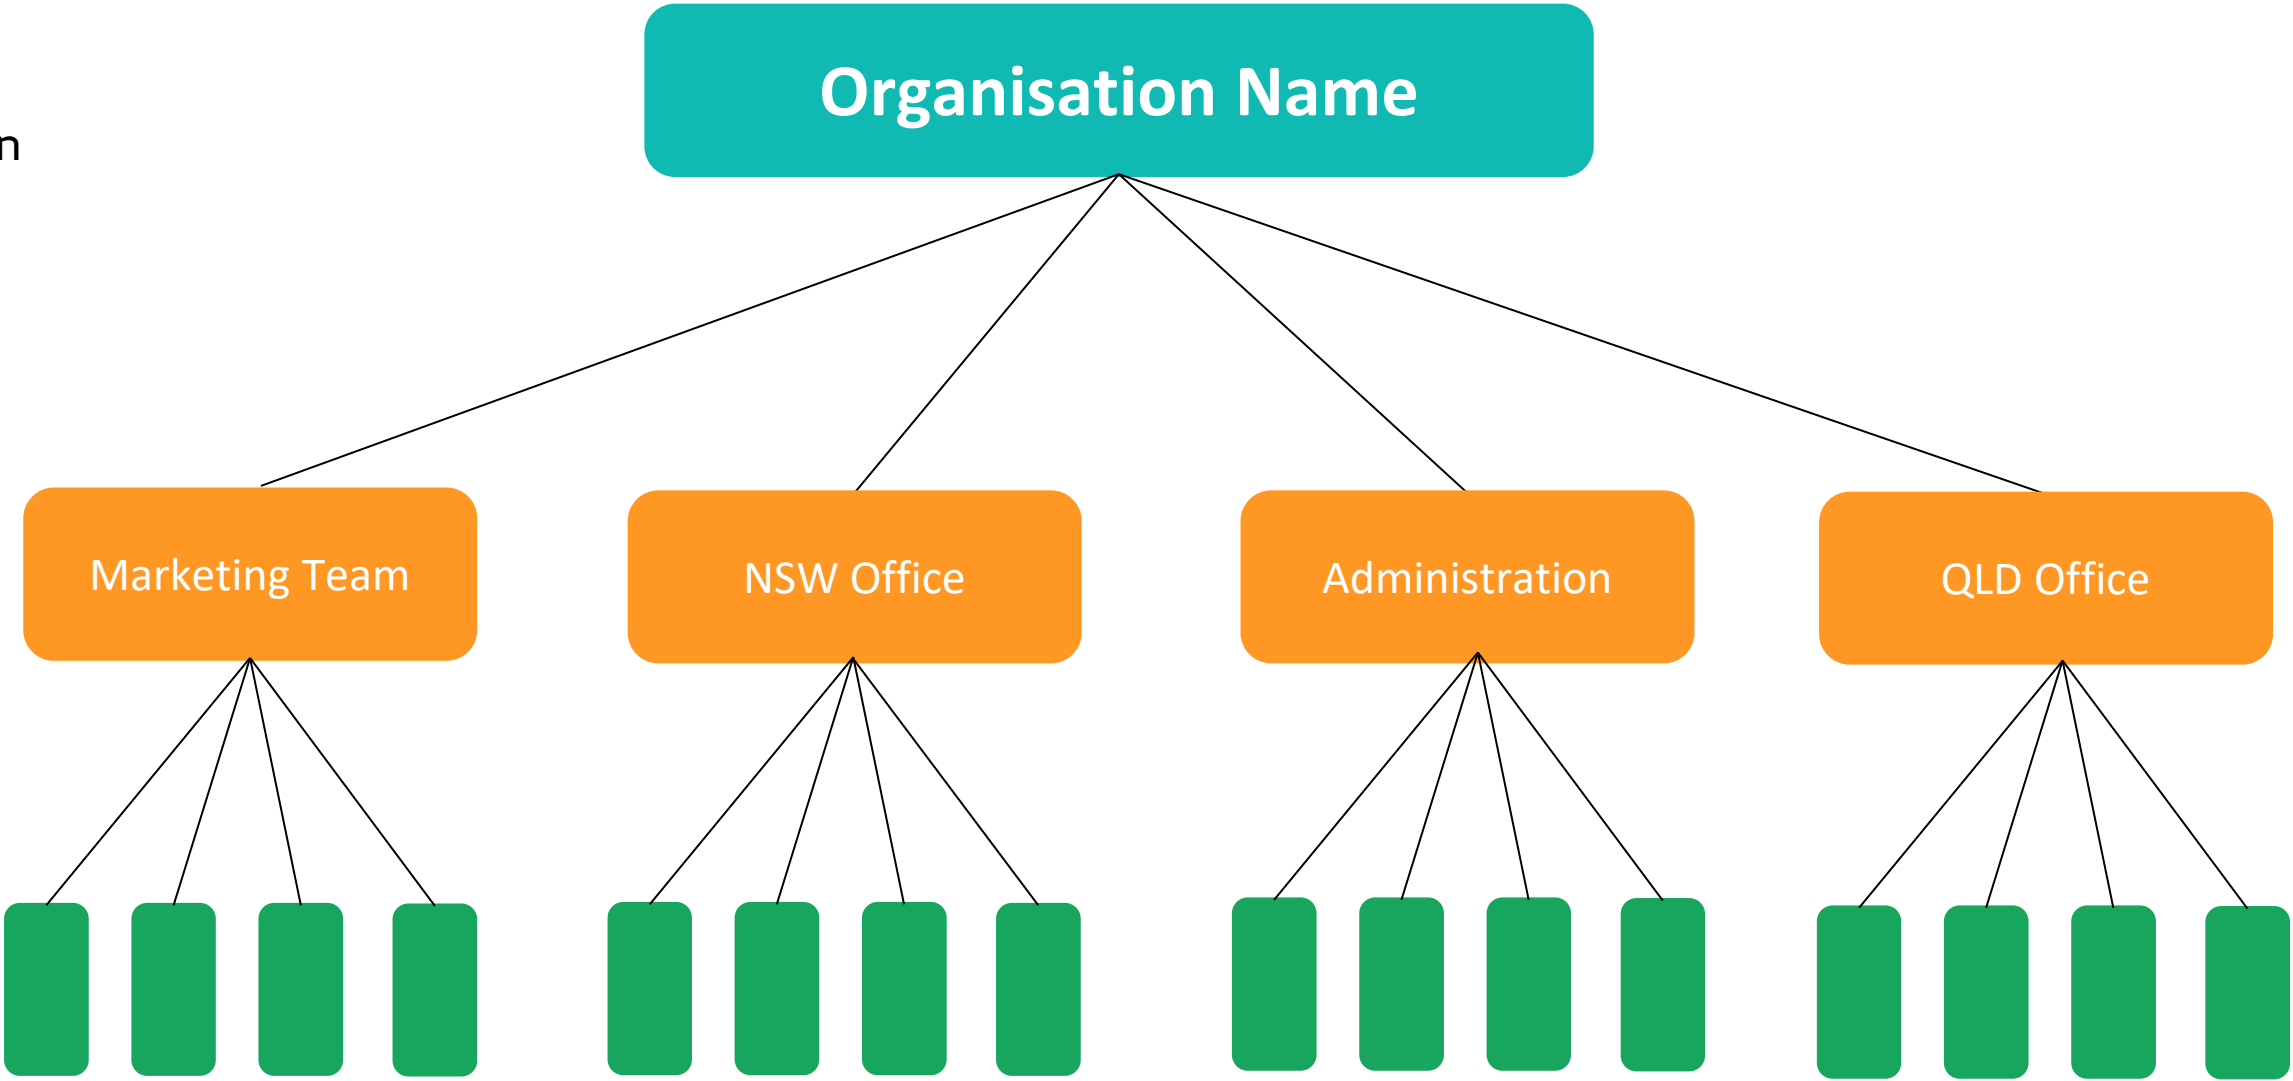 Organisation Name
Marketing Team
NSW Office
Administration
QLD Office